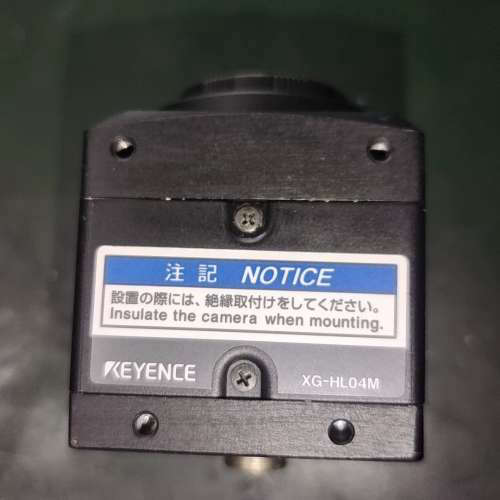 注記 NOTICE
設置の際には、絶縁取付けをしてください。
Insulate the camera when mounting.
KEYENCE XG-HL04M